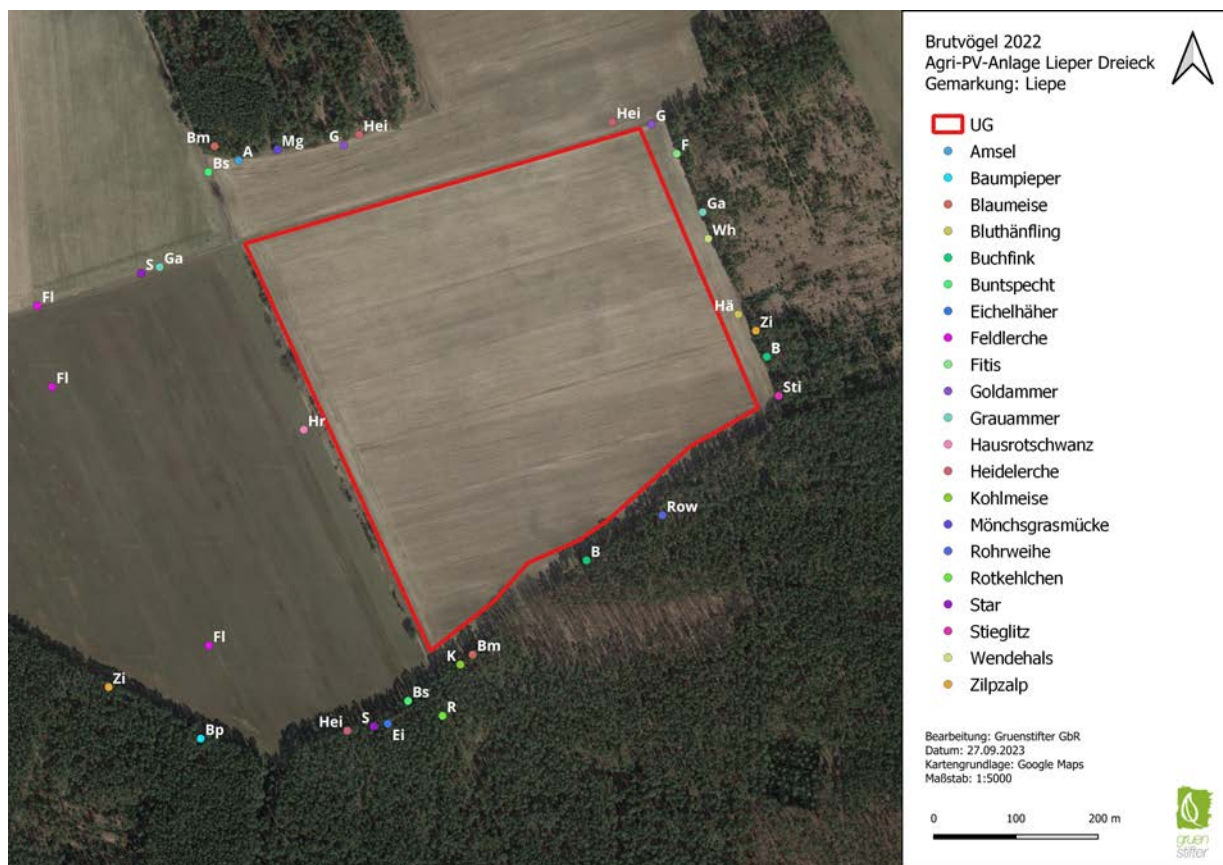 Brutvögel 2022
Agri-PV-Anlage Lieper Dreieck
Gemarkung: Liepe
UG
Amsel
Baumpieper
Blaumeise
Bluthänfling
Buchfink
Buntspecht
Eichelhäher
Feldlerche
Fitis
Goldammer
Grauammer
Hausrotschwanz
Heidelerche
Kohlmeise
Mönchsgrasmücke
Rohrweihe
Rotkehlchen
Star
Stieglitz
Wendehals
Zilpzalp
Bearbeitung: Gruenstifter GbR
Datum: 27.09.2023
Kartengrundlage: Google Maps
Maßstab: 1:5000
0 100 200 m
gruen
stifter
Hei G
Bm A Mg G Hei
F
Bs
Ga
Wh
S Ga
Fl
Hä
Zi
B
Fl
Sti
Hr
Row
B
Fl
Bm
K
Zi
Bs
R
Bp
Hei S Ei